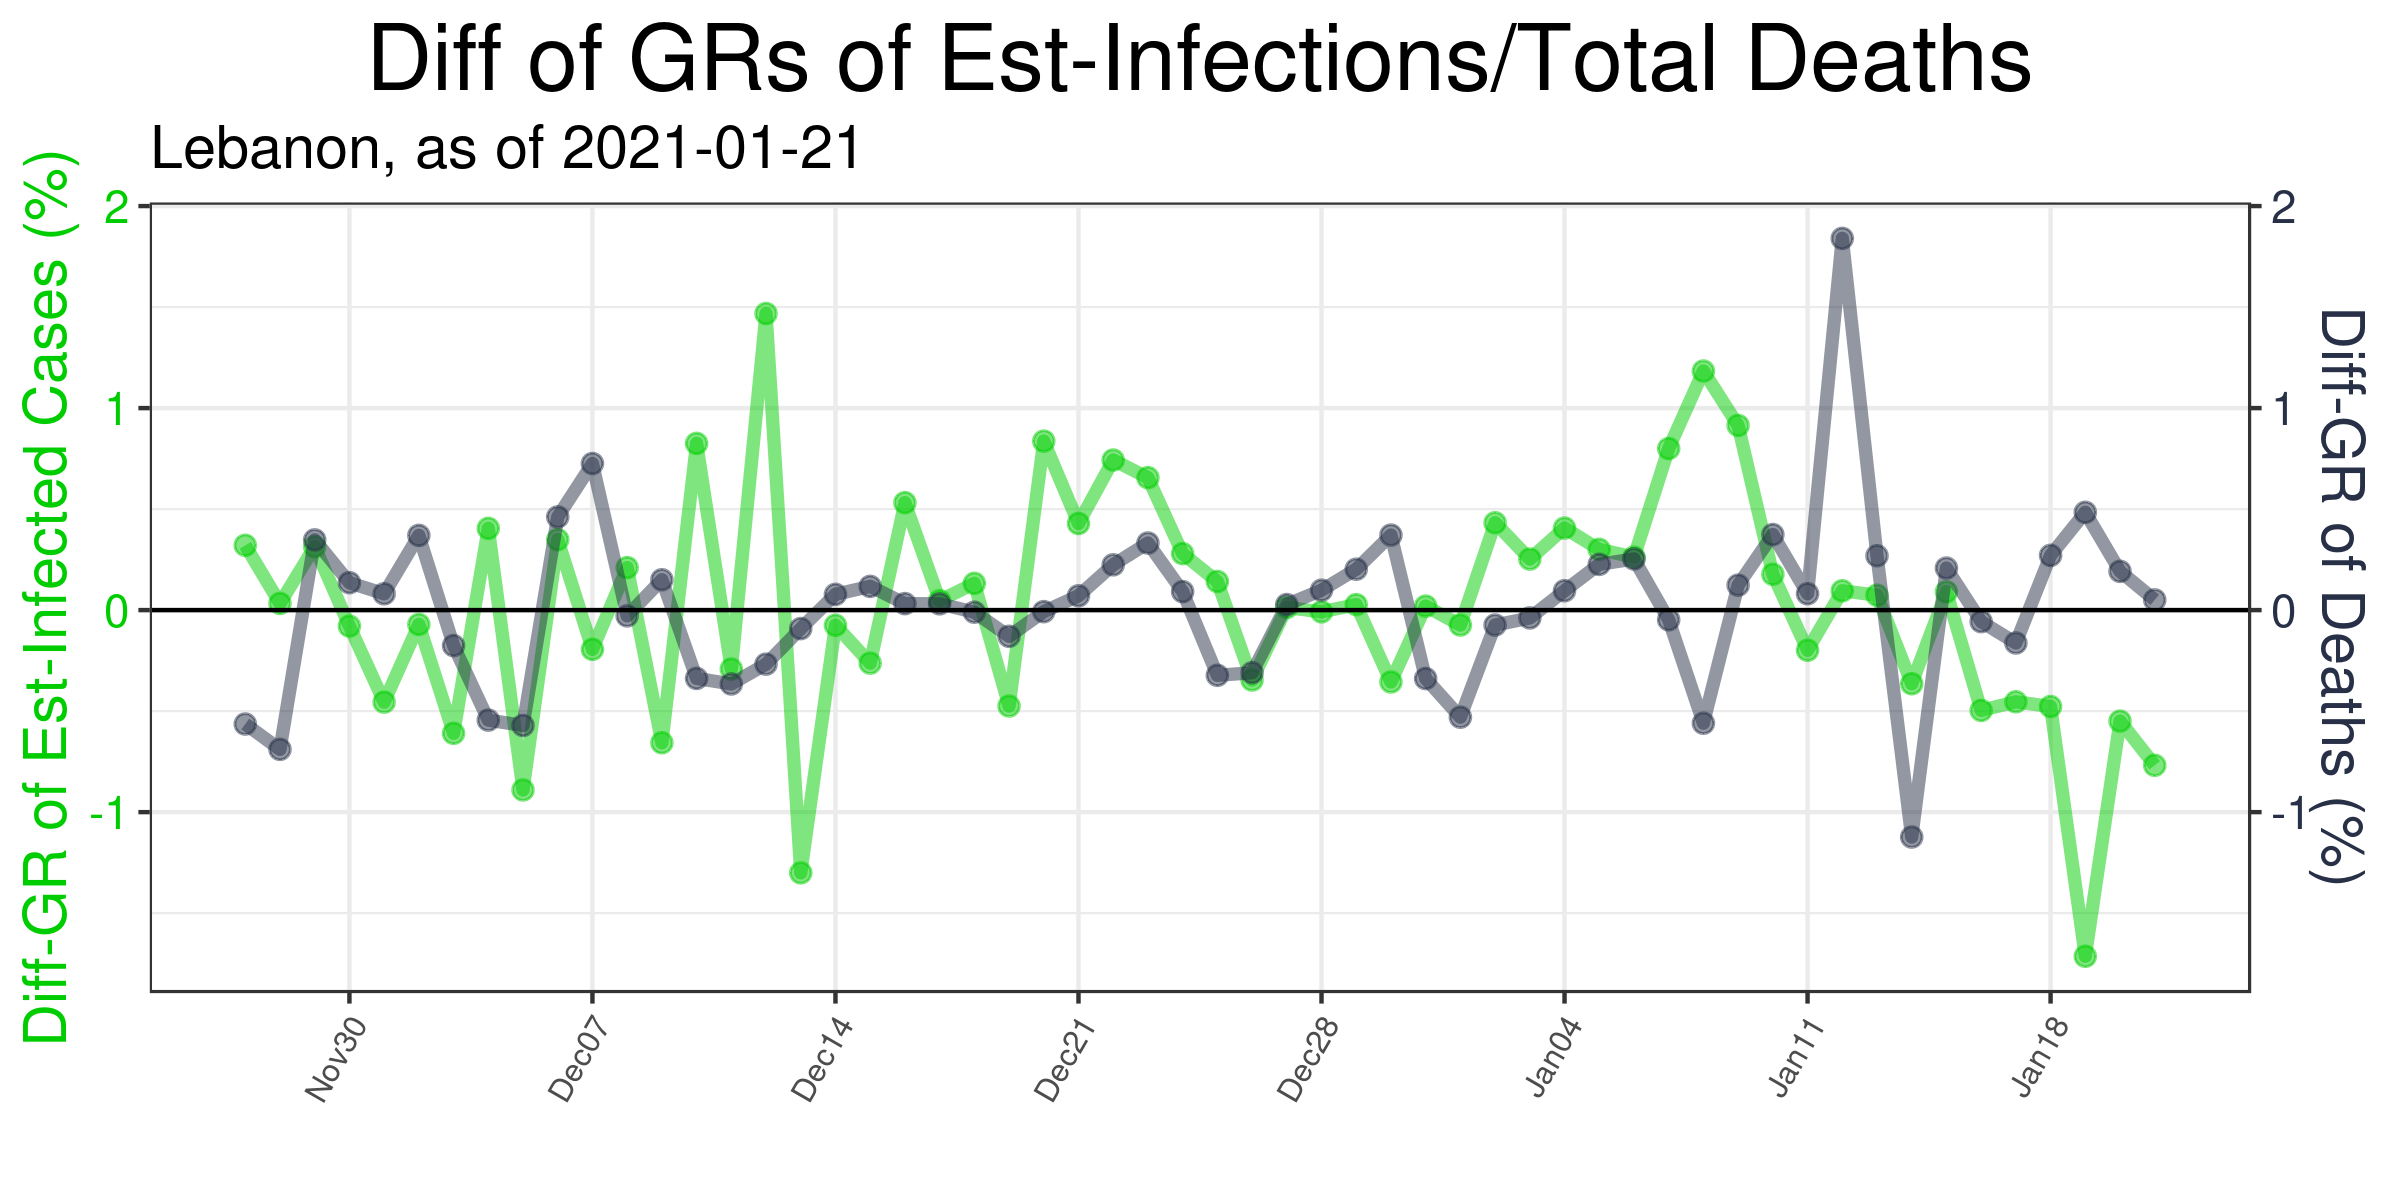 Diff of GRs of Est-Infections/Total Deaths
Lebanon, as of 2021-01-21
Diff-GR of Est-Infected Cases (%)
2
1
0
-1
2
1
0
-1
Diff-GR of Deaths (%)
Nov30
Dec07
Dec14
Dec21
Dec28
Jan04
Jan11
Jan18